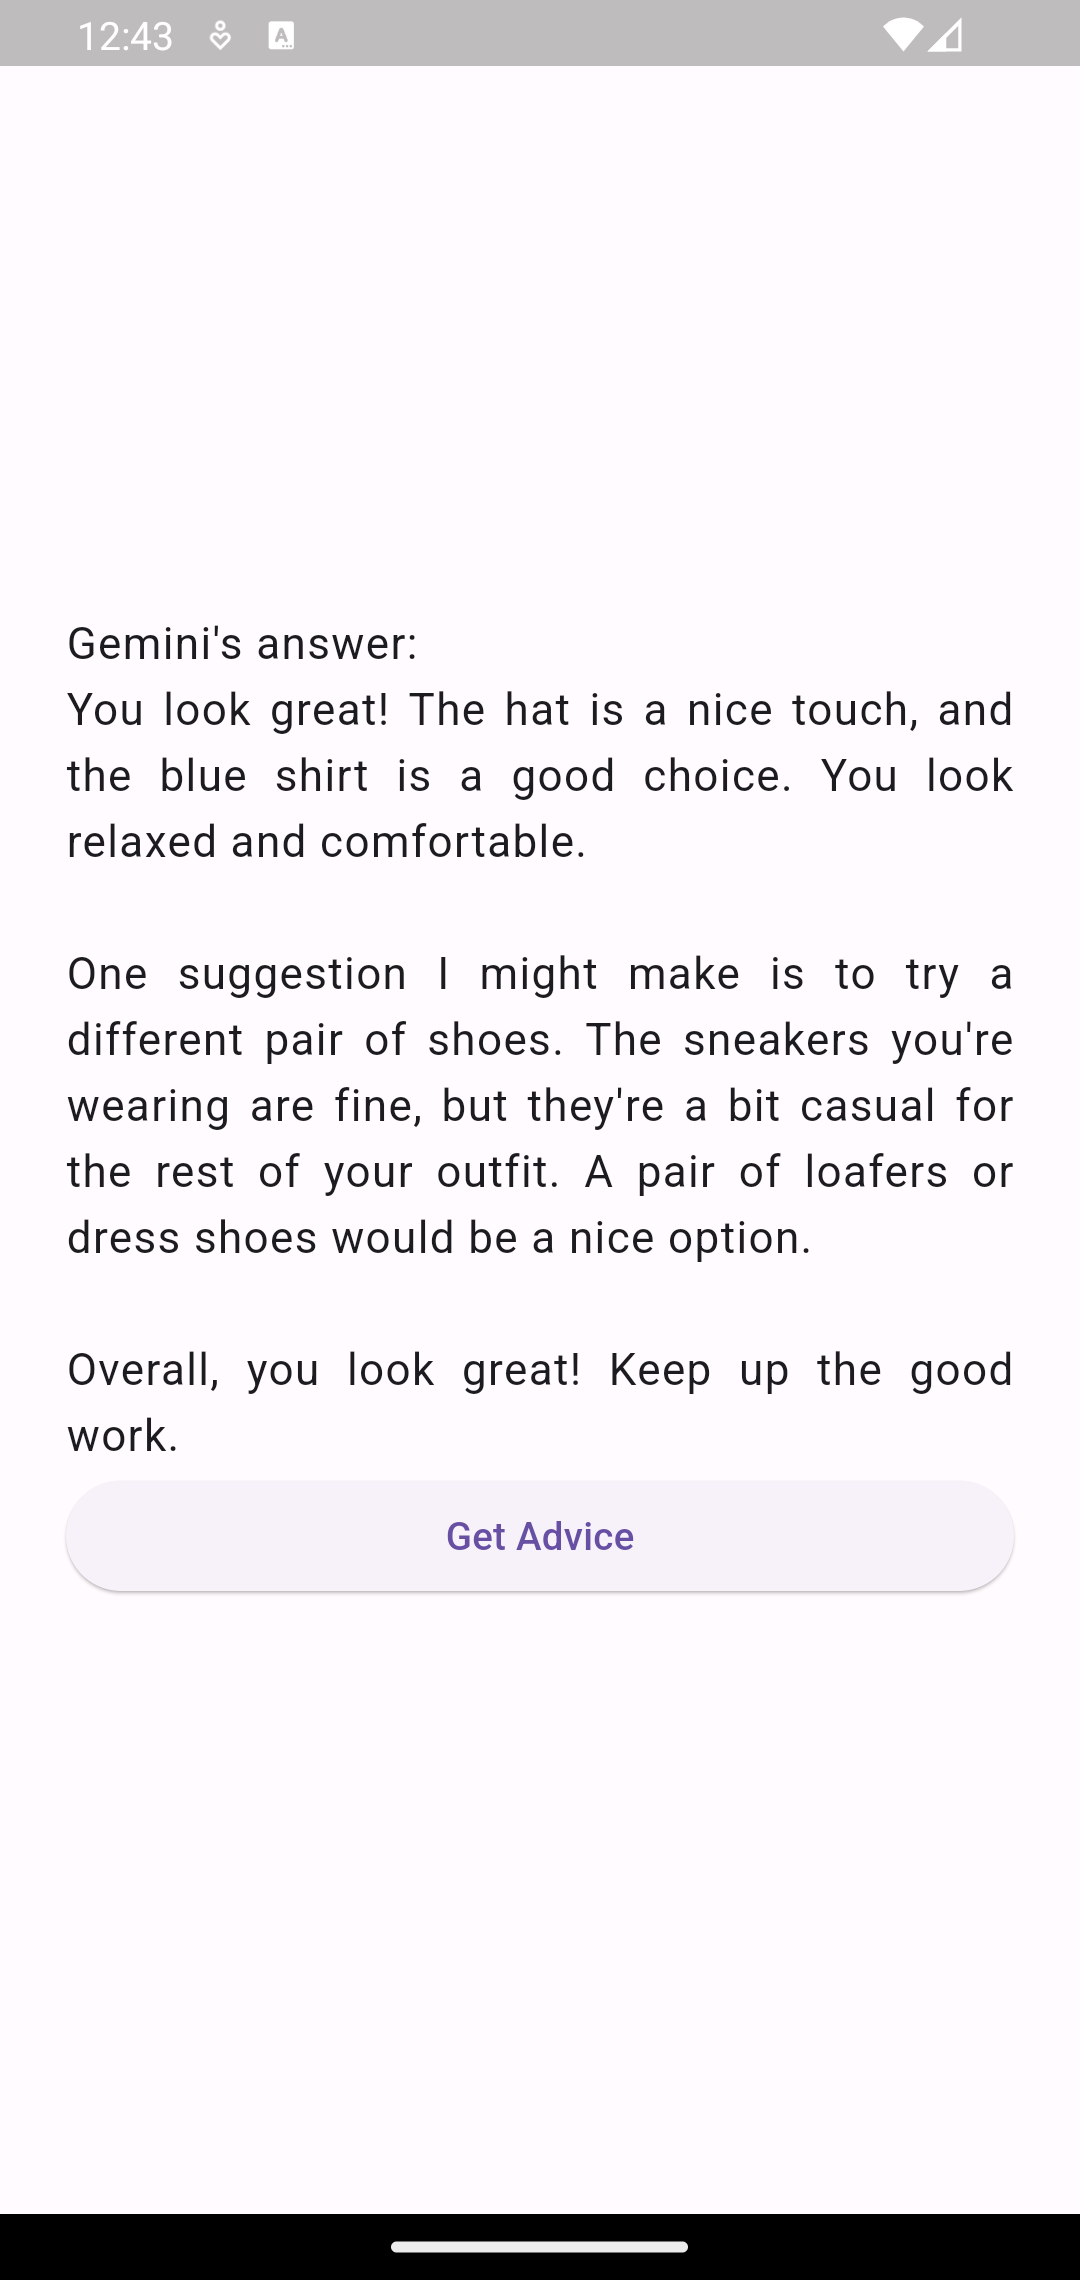 12:43
Gemini's answer:
You look great! The hat is a nice touch, and
the blue shirt is a good choice. You look
relaxed and comfortable.
One suggestion I might make is to try a
different pair of shoes. The sneakers you're
wearing are fine, but they're a bit casual for
the rest of your outfit. A pair of loafers or
dress shoes would be a nice option.
Overall, you look great! Keep up the good
work.
Get Advice